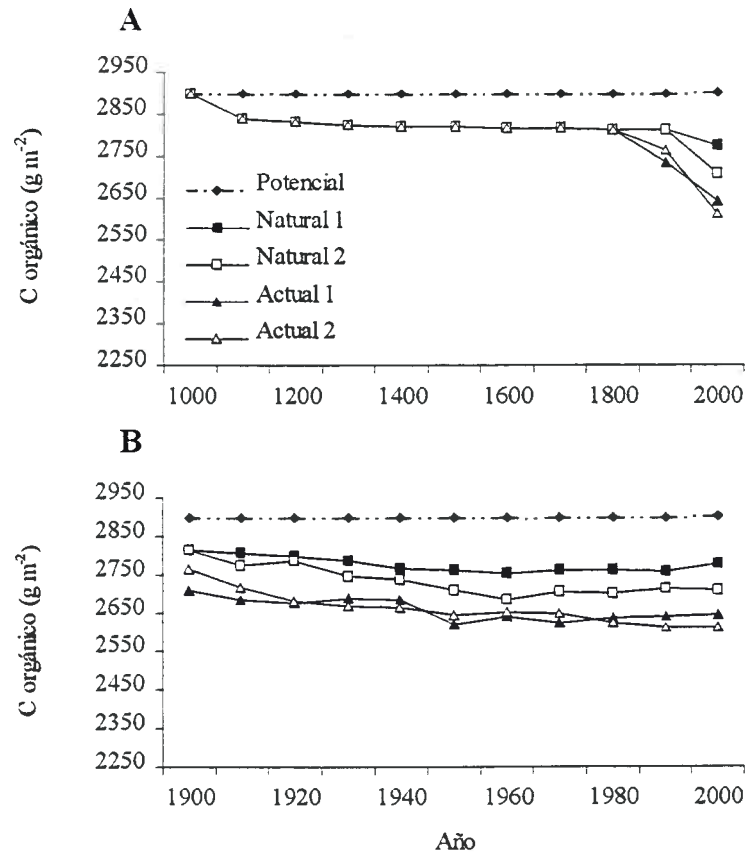 A
C orgánico (g m-2)
2950
2850
2750
2650
2550
2450
2350
2250
Potencial
Natural 1
Natural 2
Actual 1
Actual 2
1000 1200 1400 1600 1800 2000
B
C orgánico (g m-2)
2950
2850
2750
2650
2550
2450
2350
2250
1900 1920 1940 1960 1980 2000
Año